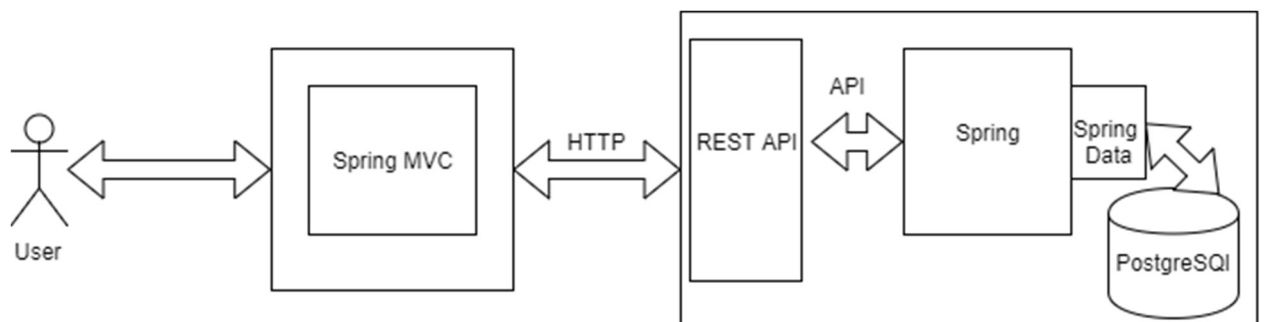 User
Spring MVC
HTTP
REST API
API
Spring
Spring
Data
PostgreSQl